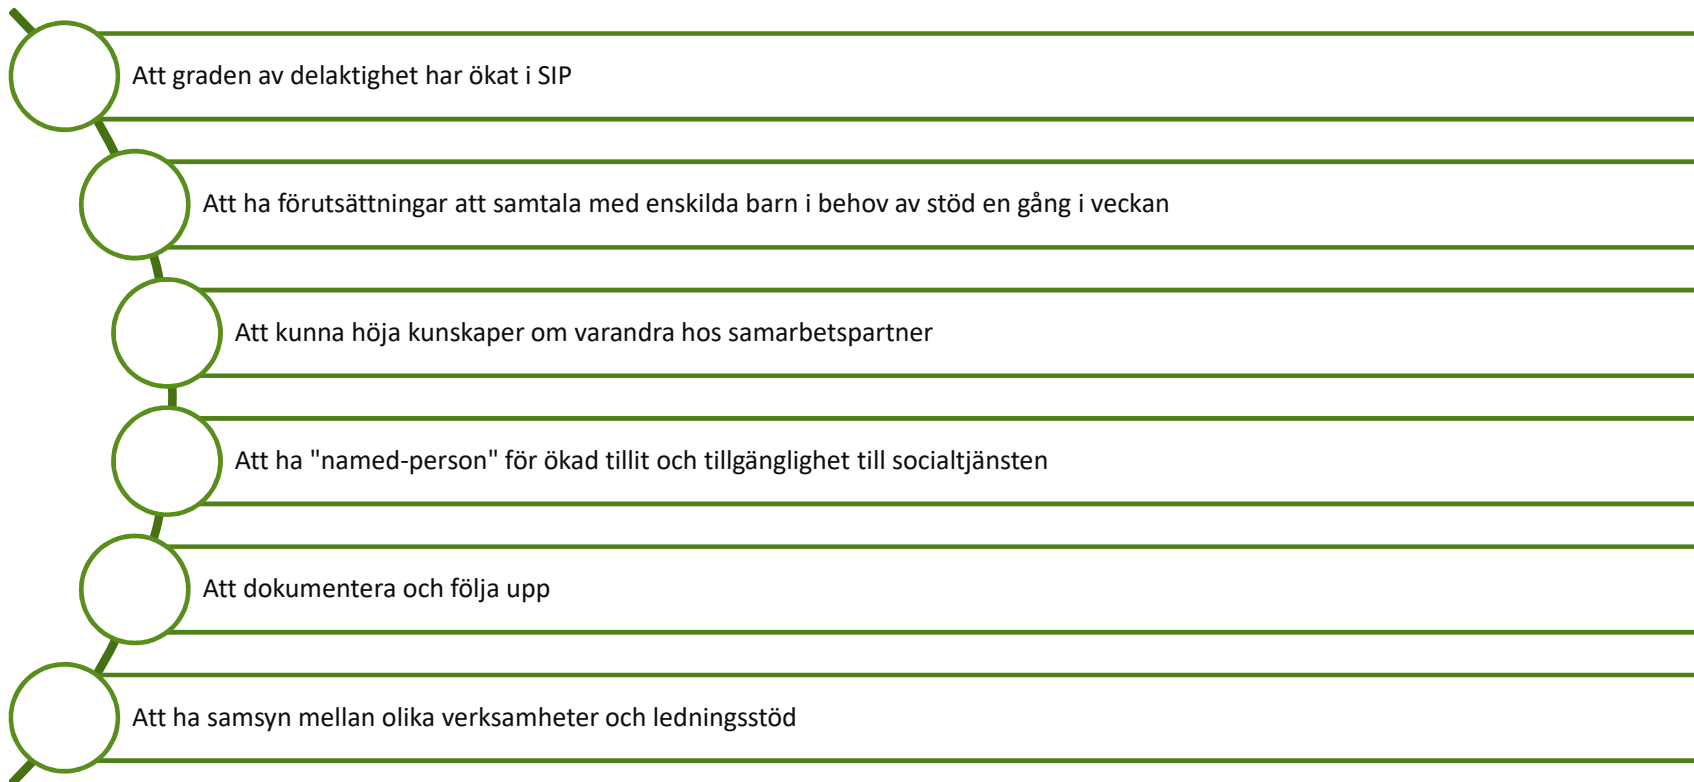 Att graden av delaktighet har ökat i SIP
Att ha förutsättningar att samtala med enskilda barn i behov av stöd en gång i veckan
Att kunna höja kunskaper om varandra hos samarbetspartner
Att ha "named-person" för ökad tillit och tillgänglighet till socialtjänsten
Att dokumentera och följa upp
Att ha samsyn mellan olika verksamheter och ledningsstöd